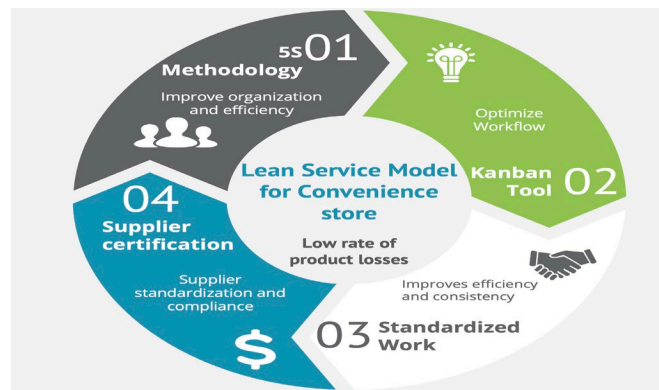 5S 01
Methodology
Improve organization
and efficiency
Optimize
Workflow
Kanban
Tool 02
Improves efficiency
and consistency
03 Standardized
Work
04
Supplier
certification
Supplier
standardization and
compliance
$
Lean Service Model
for Convenience
store
Low rate of
product losses